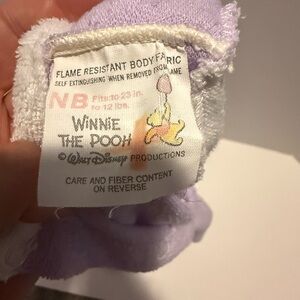 FLAME RESISTANT BODY FABRIC
SELF EXTINGUISHING WHEN REMOVED FROM FLAME
NB Fits: to 23 in.
to 12 lbs.
WINNIE
THE POOH
© WALT DISNEY PRODUCTIONS
CARE AND FIBER CONTENT
ON REVERSE